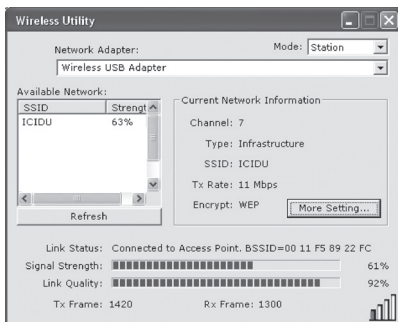 Wireless Utility
Mode: Station
Network Adapter:
Wireless USB Adapter
Available Network:
SSID Strengt
ICIDU 63%
Refresh
Current Network Information
Channel: 7
Type: Infrastructure
SSID: ICIDU
Tx Rate: 11 Mbps
Encrypt: WEP
More Setting...
Link Status: Connected to Access Point. BSSID=00 11 F5 89 22 FC
Signal Strength: 61%
Link Quality: 92%
Tx Frame: 1420 Rx Frame: 1300